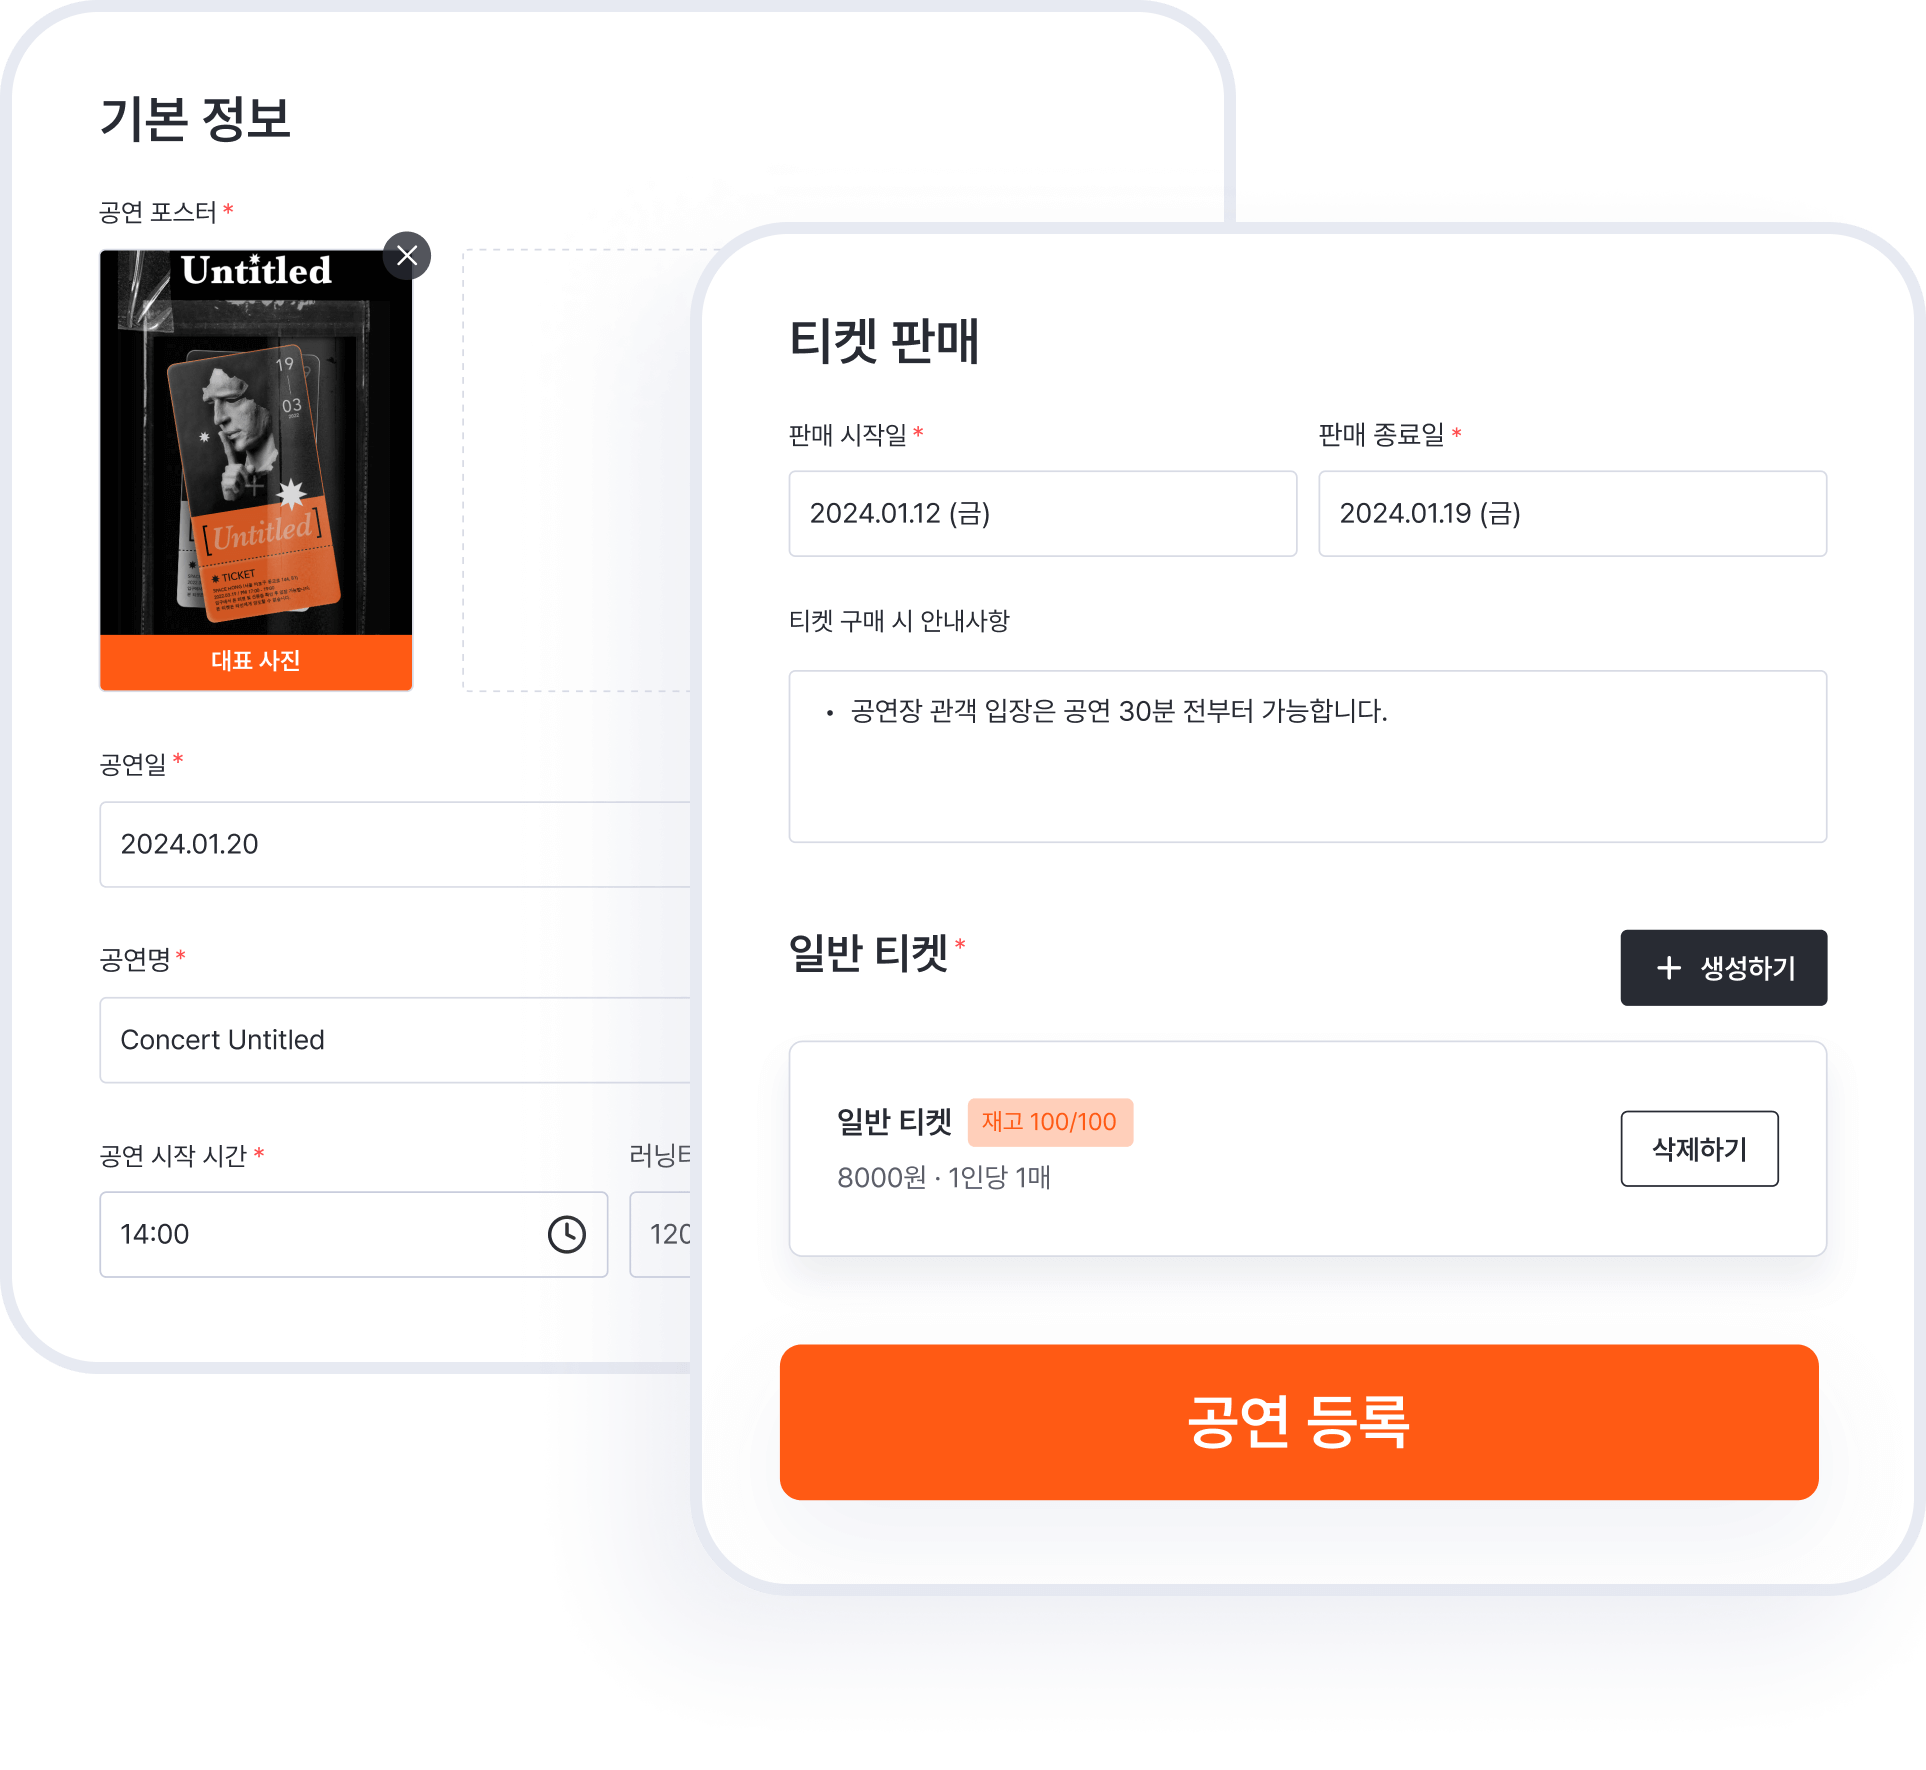 기본 정보
공연 포스터 *
Untitled
19
03
[Untitled]
TICKET
대표 사진
공연일 *
2024.01.20
공연명 *
Concert Untitled
공연 시작 시간 *
14:00
티켓 판매
판매 시작일 *
판매 종료일 *
2024.01.12 (금)
2024.01.19 (금)
티켓 구매 시 안내사항
• 공연장 관객 입장은 공연 30분 전부터 가능합니다.
일반 티켓 *
+ 생성하기
일반 티켓 재고 100/100
8000원 · 1인당 1매
삭제하기
공연 등록